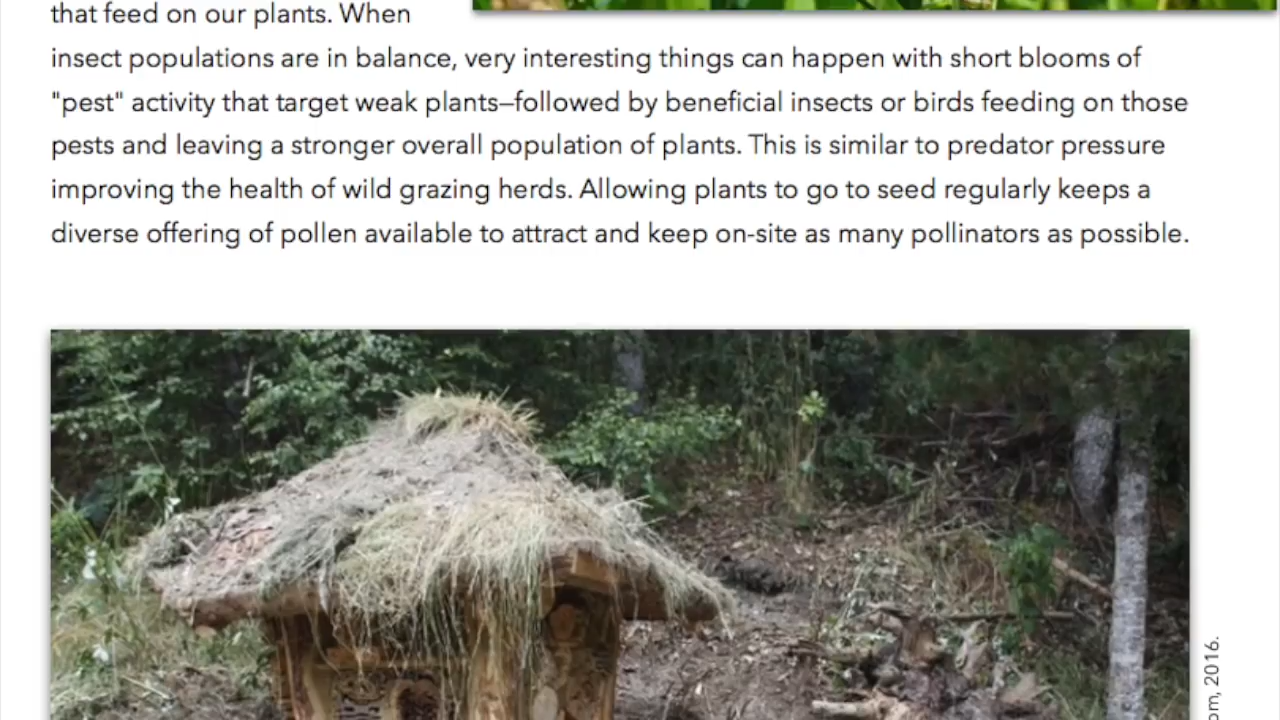 that feed on our plants. When
insect populations are in balance, very interesting things can happen with short blooms of
"pest" activity that target weak plants–followed by beneficial insects or birds feeding on those
pests and leaving a stronger overall population of plants. This is similar to predator pressure
improving the health of wild grazing herds. Allowing plants to go to seed regularly keeps a
diverse offering of pollen available to attract and keep on-site as many pollinators as possible.
om, 2016.